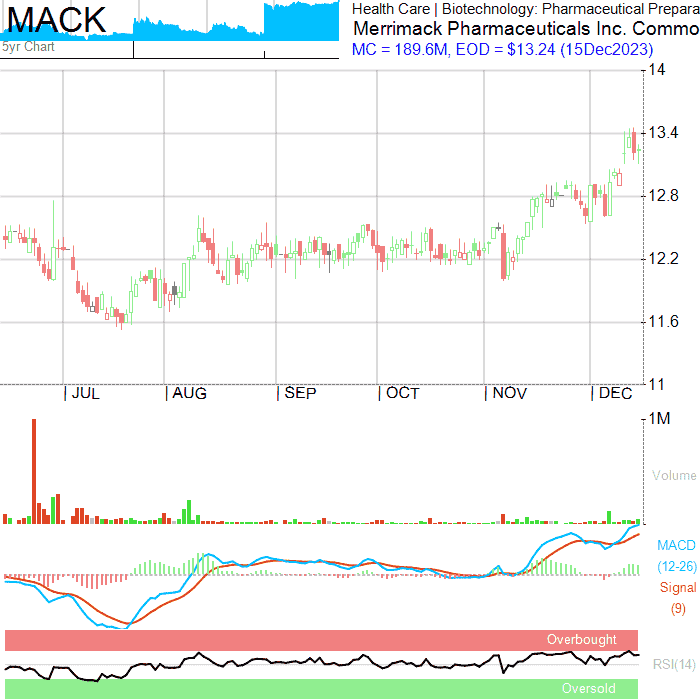 MACK
5yr Chart
Health Care | Biotechnology: Pharmaceutical Prepara
Merrimack Pharmaceuticals Inc. Commo
MC = 189.6M, EOD = $13.24 (15Dec2023)
14
13.4
12.8
12.2
11.6
11
JUL AUG SEP OCT NOV DEC
1M
Volume
MACD
(12-26)
Signal
(9)
Overbought
RSI(14)
Oversold